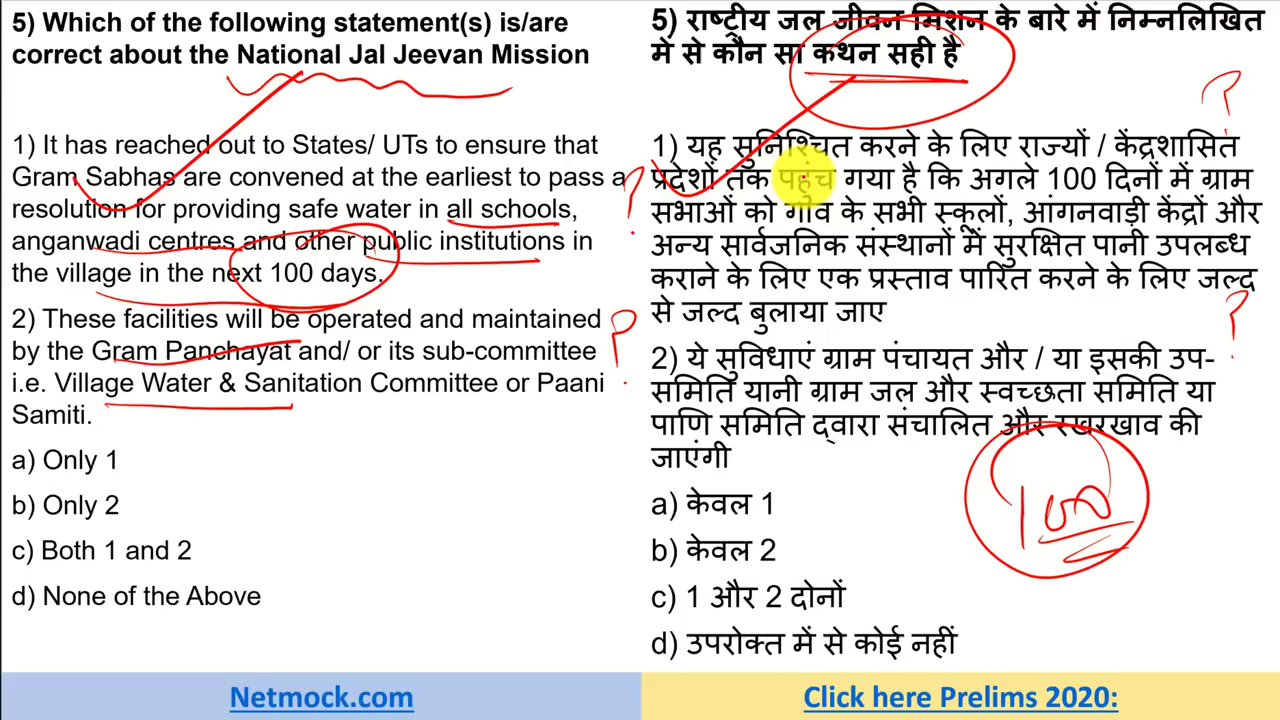 5) Which of the following statement(s) is/are
correct about the National Jal Jeevan Mission
1) It has reached out to States/ UTs to ensure that
Gram Sabhas are convened at the earliest to pass a
resolution for providing safe water in all schools,
anganwadi centres and other public institutions in
the village in the next 100 days.
2) These facilities will be operated and maintained
by the Gram Panchayat and/ or its sub-committee
i.e. Village Water & Sanitation Committee or Paani
Samiti.
a) Only 1
b) Only 2
c) Both 1 and 2
d) None of the Above
5) राष्ट्रीय जल जीवन मिशन के बारे में निम्नलिखित
मे से कौन सा कथन सही है
1) यह सुनिश्चित करने के लिए राज्यों / केंद्रशासित
प्रदेशों तक पहुंच गया है कि अगले 100 दिनों में ग्राम
सभाओं को गाँव के सभी स्कूलों, आंगनवाड़ी केंद्रों और
अन्य सार्वजनिक संस्थानों में सुरक्षित पानी उपलब्ध
कराने के लिए एक प्रस्ताव पारित करने के लिए जल्द
से जल्द बुलाया जाए
2) ये सुविधाएं ग्राम पंचायत और / या इसकी उप-
समिति यानी ग्राम जल और स्वच्छता समिति या
पाणि समिति द्वारा संचालित और रखरखाव की
जाएंगी
100
a) केवल 1
b) केवल 2
c) 1 और 2 दोनों
d) उपरोक्त में से कोई नहीं
?
?
?
?
Netmock.com
Click here Prelims 2020: